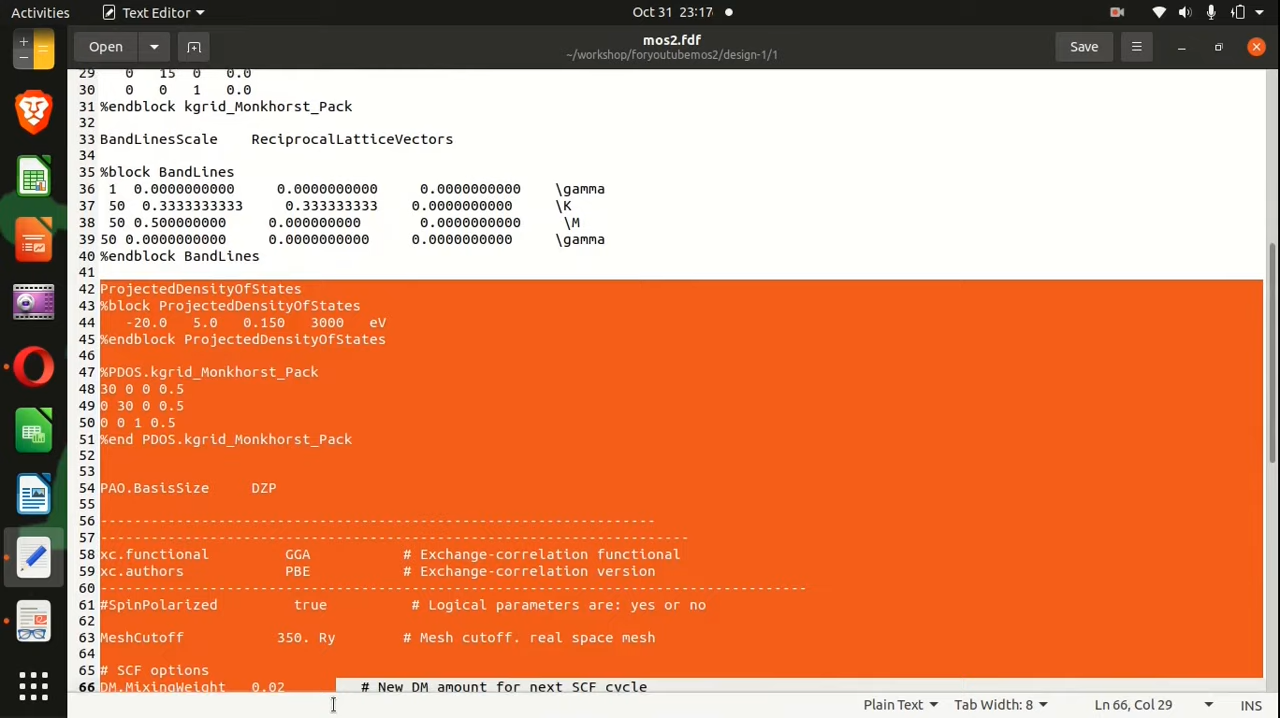 Activities Text Editor Oct 31 23:17
Open mos2.fdf Save
~/workshop/foryoutubemos2/design-1/1
29 0 15 0 0.0
30 0 0 1 0.0
31 %endblock kgrid_Monkhorst_Pack
32
33 BandLinesScale ReciprocalLatticeVectors
34
35 %block BandLines
36 1 0.0000000000 0.0000000000 0.0000000000 \gamma
37 50 0.3333333333 0.333333333 0.0000000000 \K
38 50 0.500000000 0.000000000 0.0000000000 \M
39 50 0.0000000000 0.0000000000 0.0000000000 \gamma
40 %endblock BandLines
41
42 ProjectedDensityOfStates
43 %block ProjectedDensityOfStates
44 -20.0 5.0 0.150 3000 eV
45 %endblock ProjectedDensityOfStates
46
47 %PDOS.kgrid_Monkhorst_Pack
48 30 0 0 0.5
49 0 30 0 0.5
50 0 0 1 0.5
51 %end PDOS.kgrid_Monkhorst_Pack
52
53
54 PAO.BasisSize DZP
55
56 ------------------------------------------------------------------
57 ----------------------------------------------------------------------
58 xc.functional GGA # Exchange-correlation functional
59 xc.authors PBE # Exchange-correlation version
60 ------------------------------------------------------------------------------------
61 #SpinPolarized true # Logical parameters are: yes or no
62
63 MeshCutoff 350. Ry # Mesh cutoff. real space mesh
64
65 # SCF options
66 DM.MixingWeight 0.02 # New DM amount for next SCF cycle
Plain Text Tab Width: 8 Ln 66, Col 29 INS